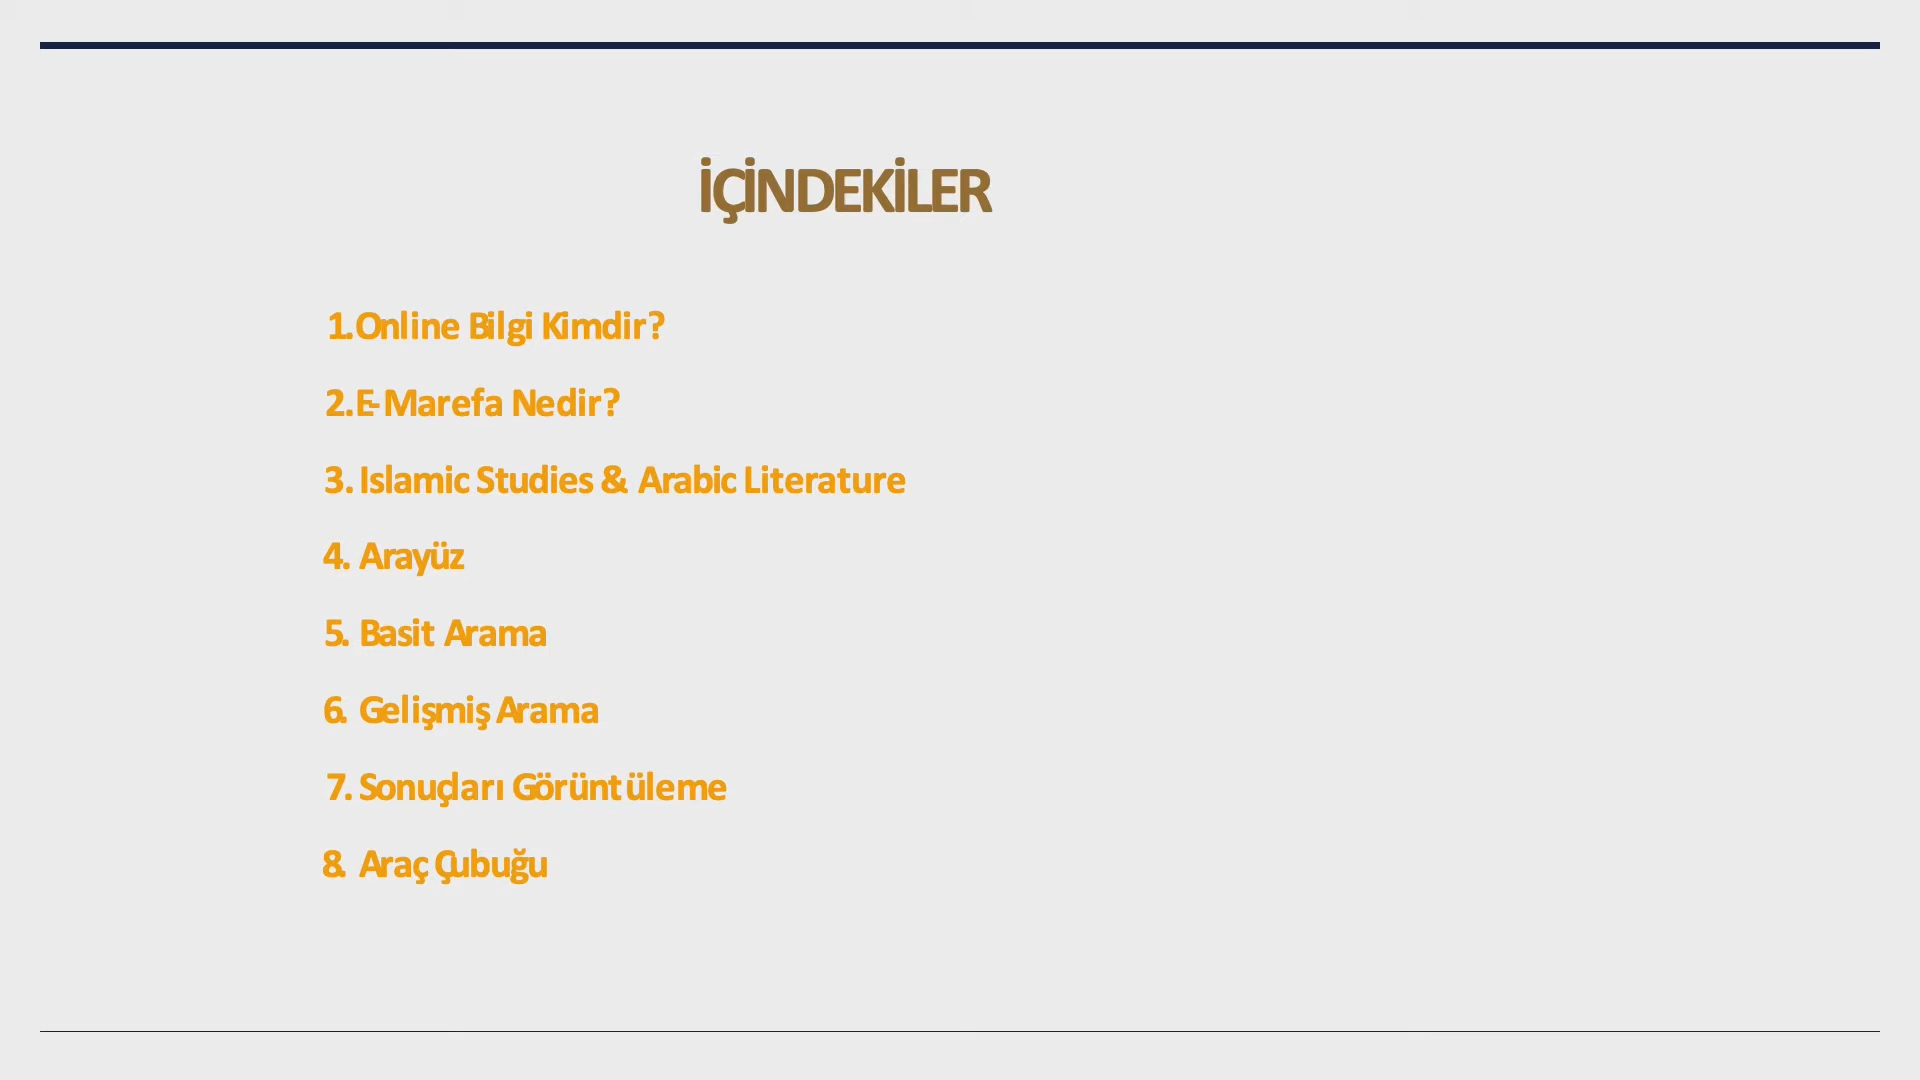 İÇİNDEKİLER
1.Online Bilgi Kimdir?
2.E-Marefa Nedir?
3. Islamic Studies & Arabic Literature
4. Arayüz
5. Basit Arama
6. Gelişmiş Arama
7. Sonuçları Görüntüleme
8. Araç Çubuğu